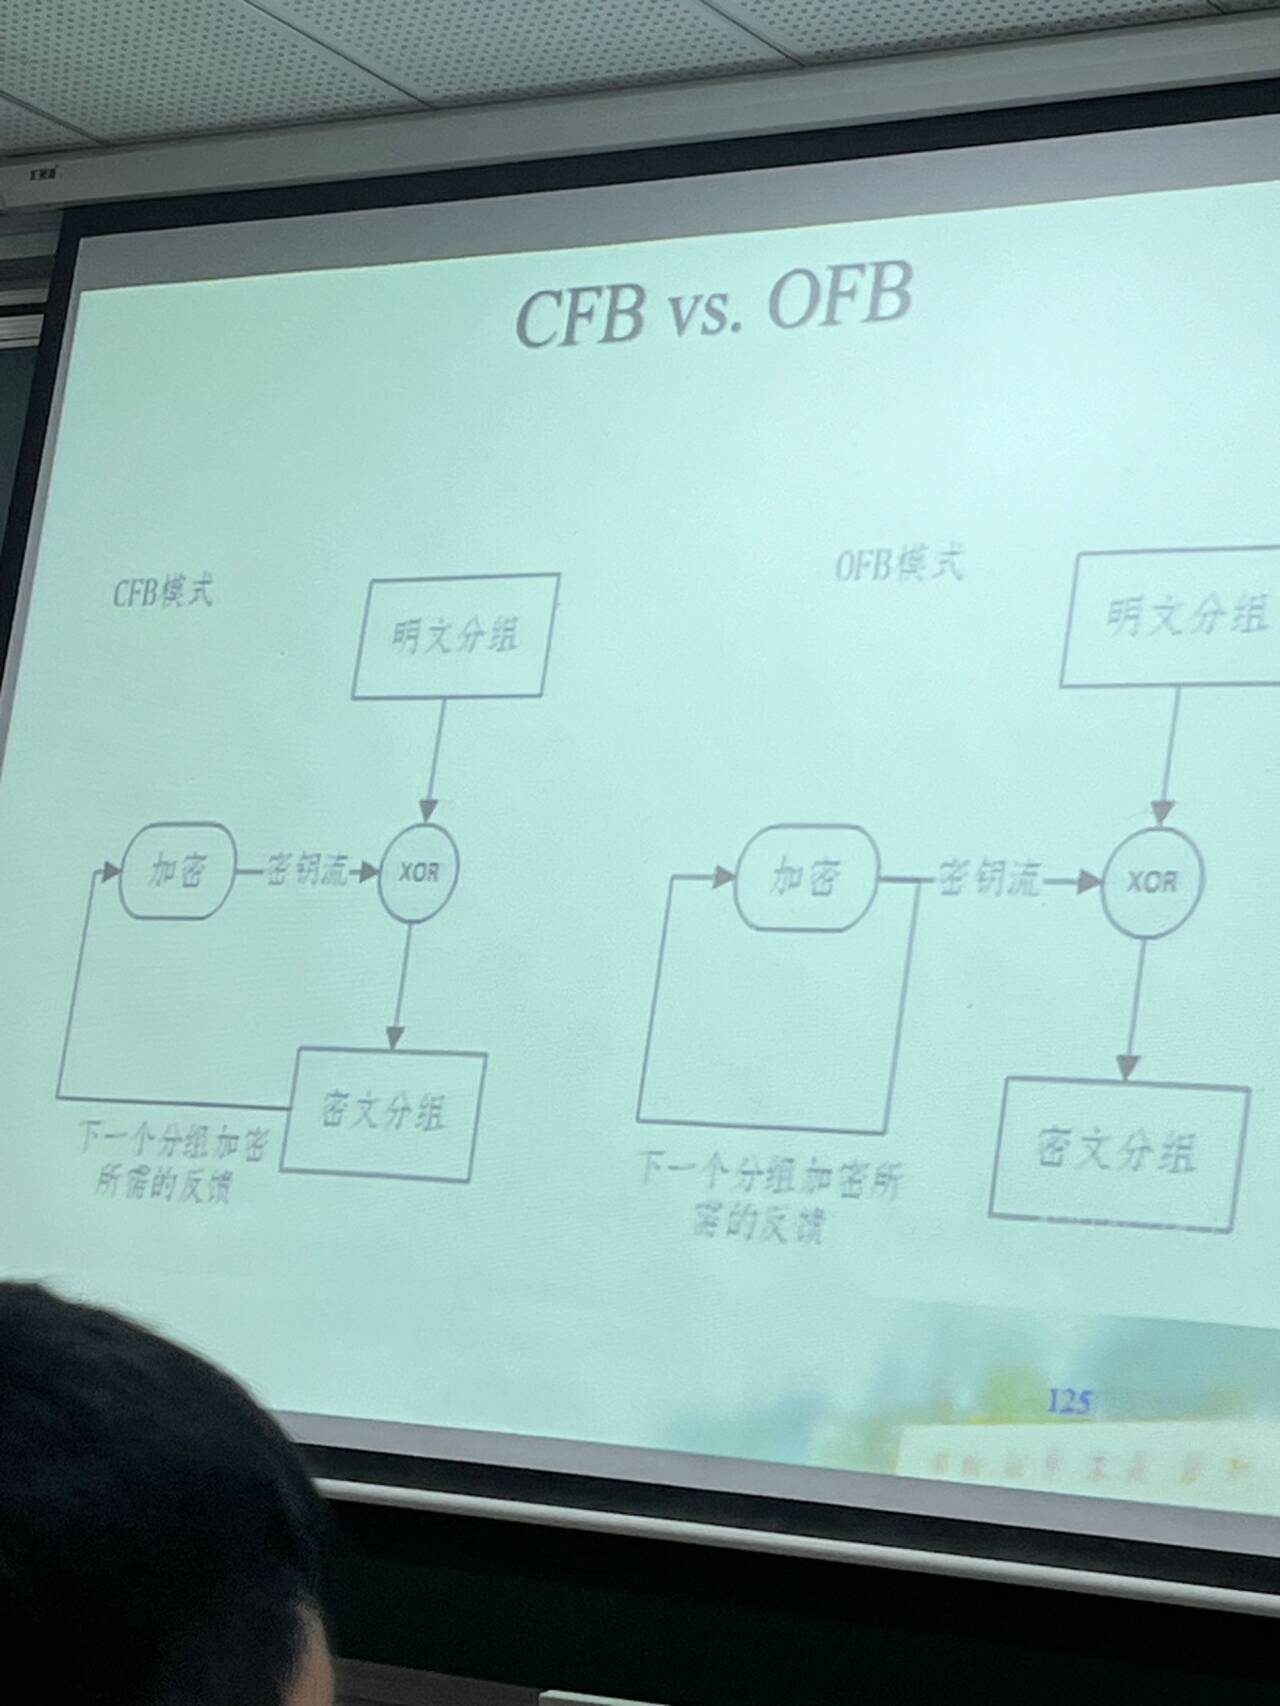 CFB vs. OFB
CFB模式
明文分组
加密
密钥流
XOR
密文分组
下一个分组加密
所需的反馈
OFB模式
明文分组
加密
密钥流
XOR
密文分组
下一个分组加密所
需的反馈
125